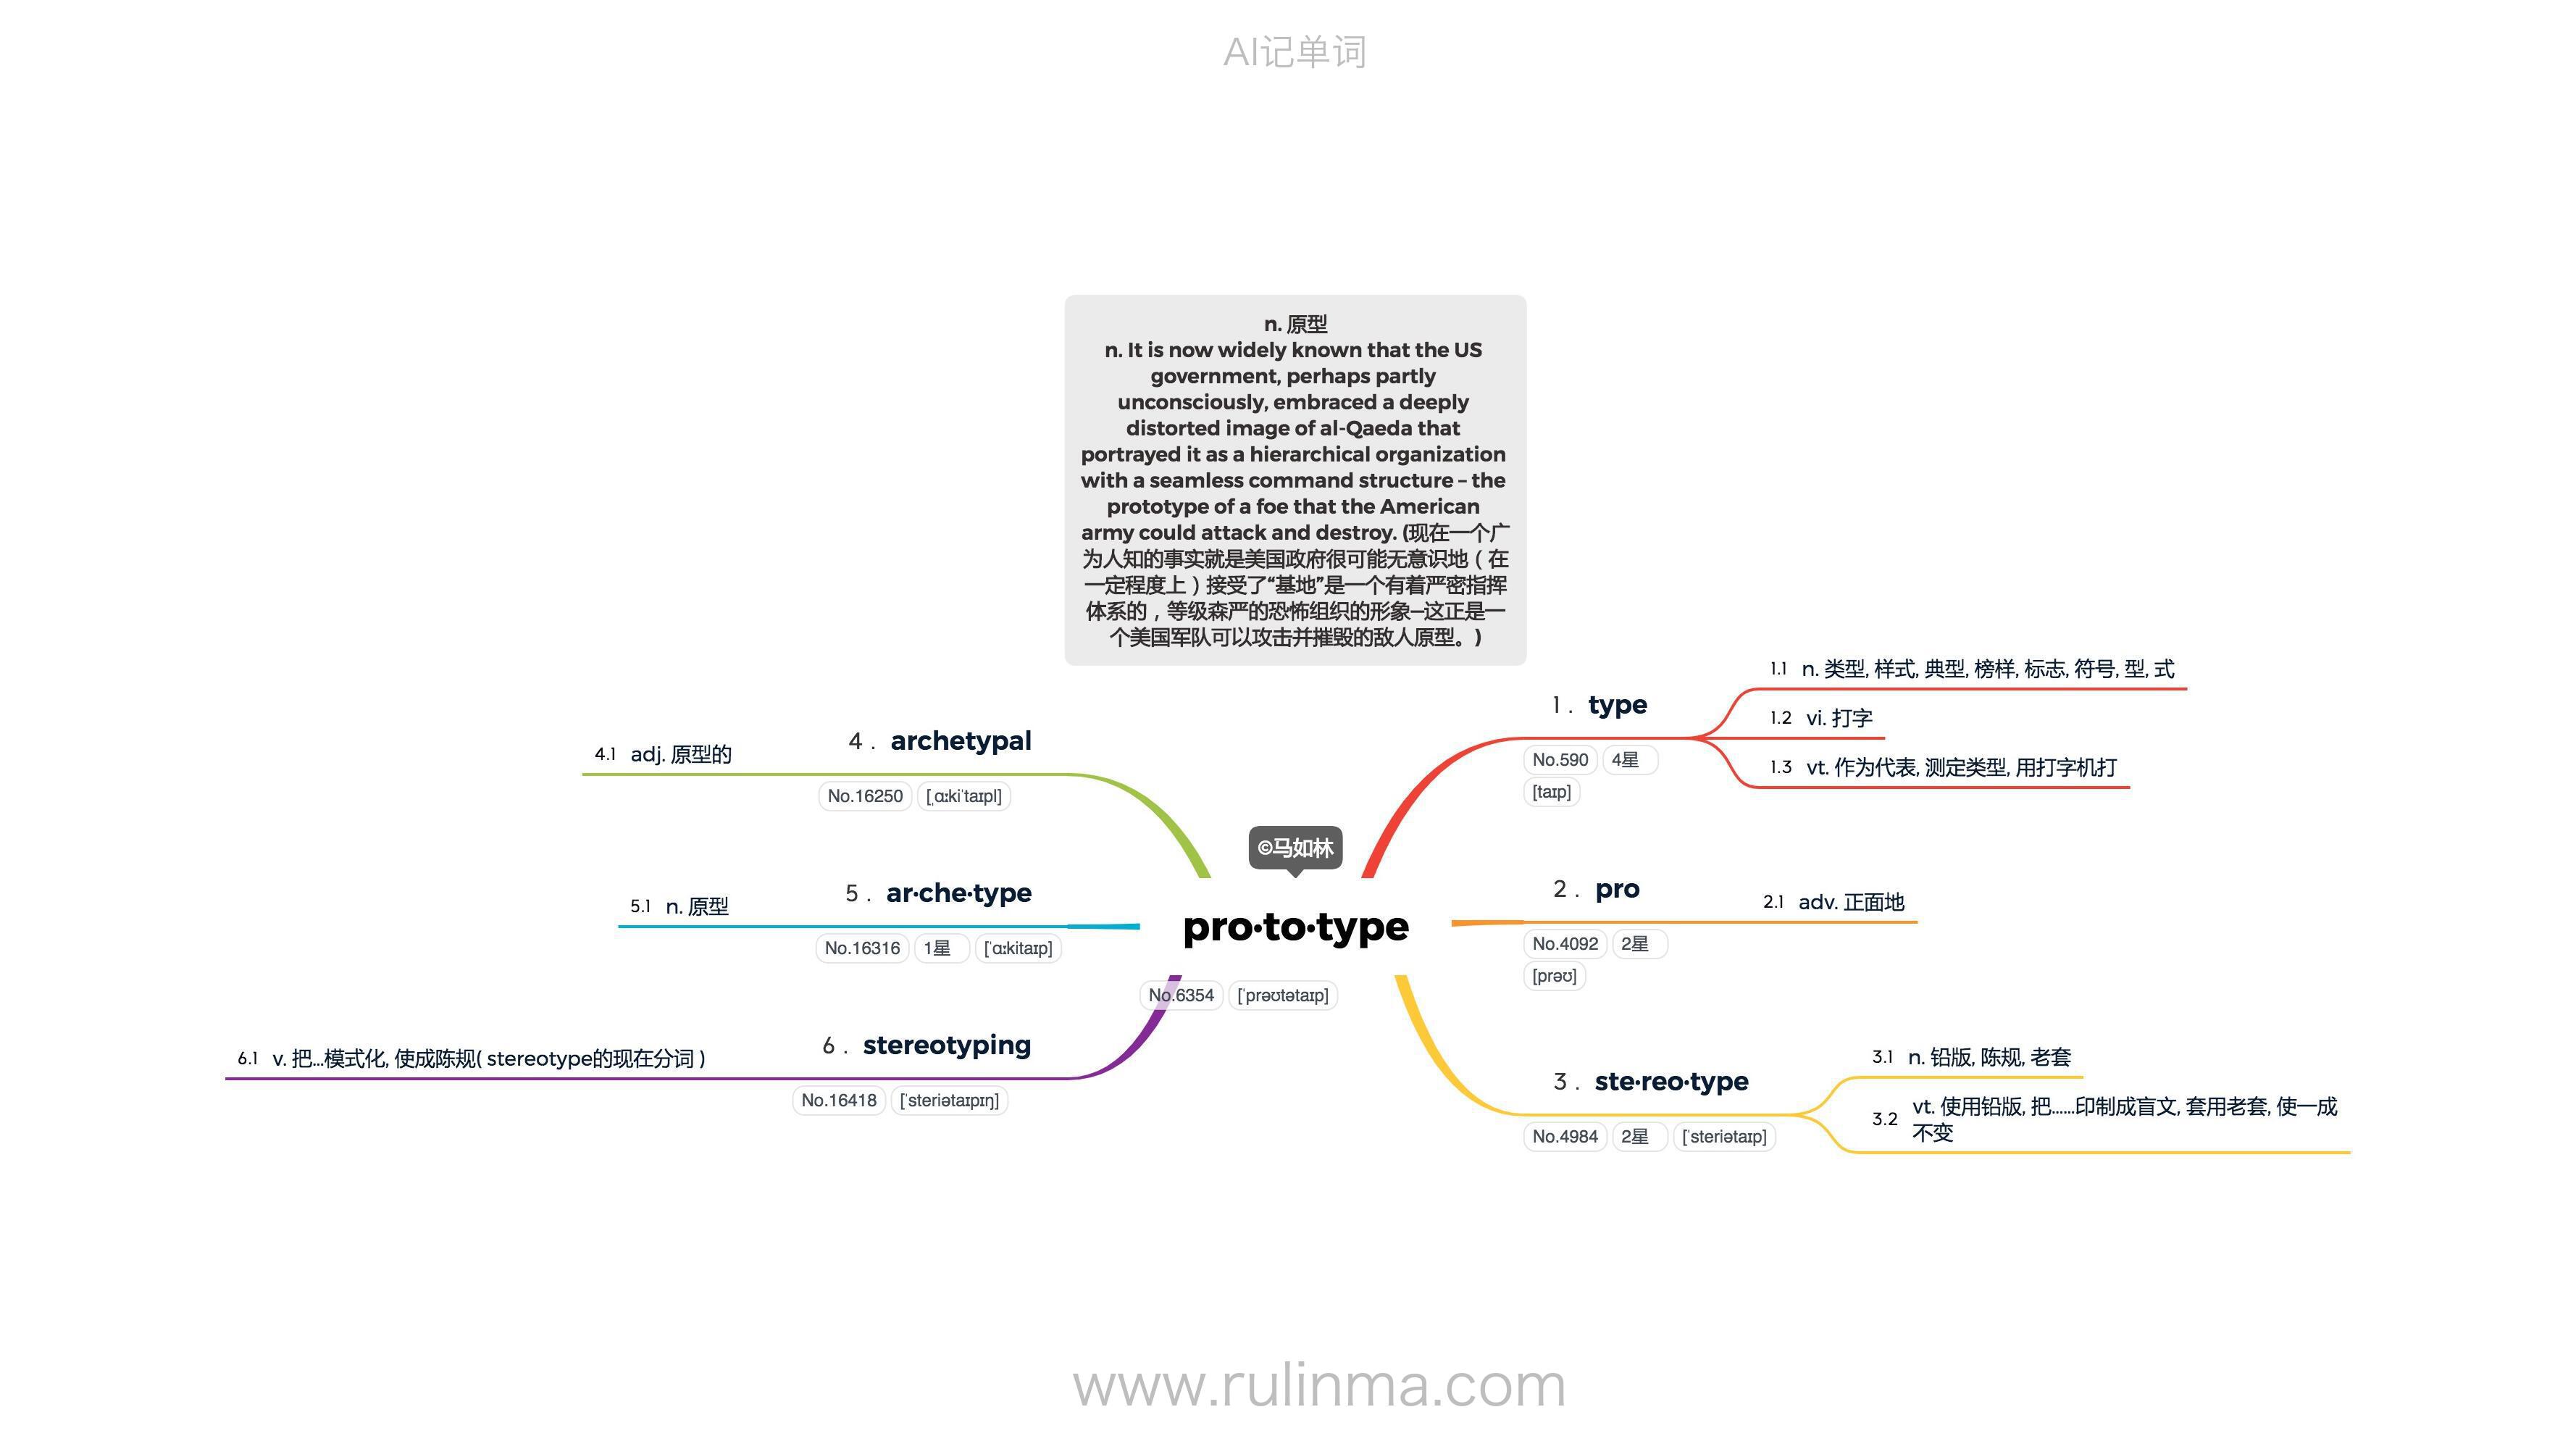 AI记单词
n. 原型
n. It is now widely known that the US
government, perhaps partly
unconsciously, embraced a deeply
distorted image of al-Qaeda that
portrayed it as a hierarchical organization
with a seamless command structure – the
prototype of a foe that the American
army could attack and destroy. (现在一个广
为人知的事实就是美国政府很可能无意识地（在
一定程度上）接受了“基地”是一个有着严密指挥
体系的，等级森严的恐怖组织的形象—这正是一
个美国军队可以攻击并摧毁的敌人原型。)
©马如林
pro·to·type
No.6354 [ˈprəʊtətaɪp]
1 . type
No.590 4星
[taɪp]
1.1 n. 类型, 样式, 典型, 榜样, 标志, 符号, 型, 式
1.2 vi. 打字
1.3 vt. 作为代表, 测定类型, 用打字机打
2 . pro
No.4092 2星
[prəʊ]
2.1 adv. 正面地
3 . ste·reo·type
No.4984 2星 [ˈsteriətaɪp]
3.1 n. 铅版, 陈规, 老套
3.2 vt. 使用铅版, 把......印制成盲文, 套用老套, 使一成
不变
4 . archetypal
No.16250 [ˌɑːkiˈtaɪpl]
4.1 adj. 原型的
5 . ar·che·type
No.16316 1星 [ˈɑːkitaɪp]
5.1 n. 原型
6 . stereotyping
No.16418 [ˈsteriətaɪpɪŋ]
6.1 v. 把...模式化, 使成陈规( stereotype的现在分词 )
www.rulinma.com